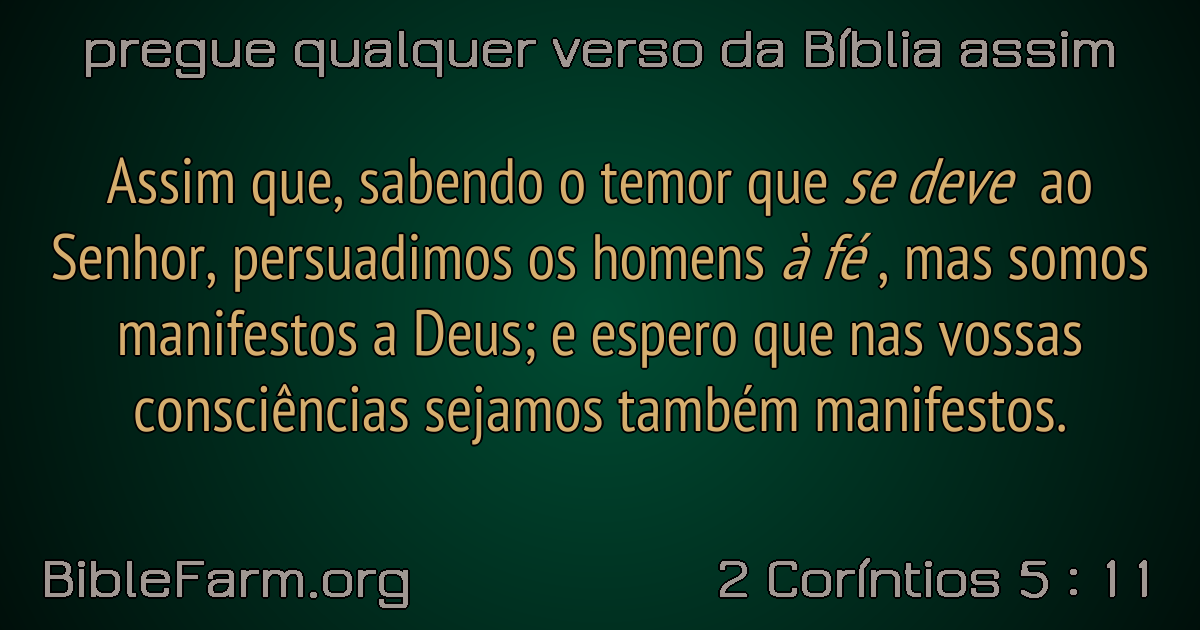 pregue qualquer verso da Bíblia assim
Assim que, sabendo o temor que se deve ao
Senhor, persuadimos os homens à fé , mas somos
manifestos a Deus; e espero que nas vossas
consciências sejamos também manifestos.
BibleFarm.org
2 Coríntios 5 : 11